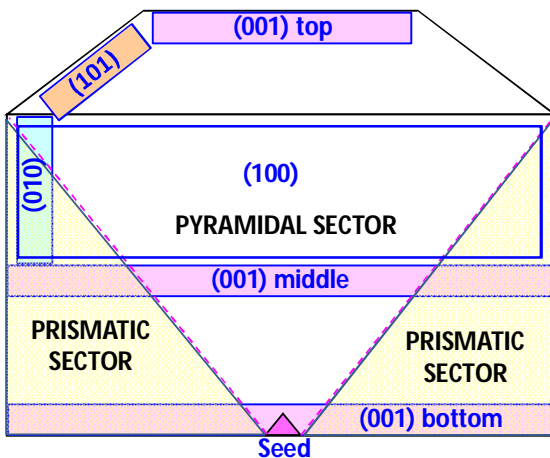 (001) top
(101)
(010)
(100)
PYRAMIDAL SECTOR
(001) middle
PRISMATIC
SECTOR
PRISMATIC
SECTOR
(001) bottom
Seed